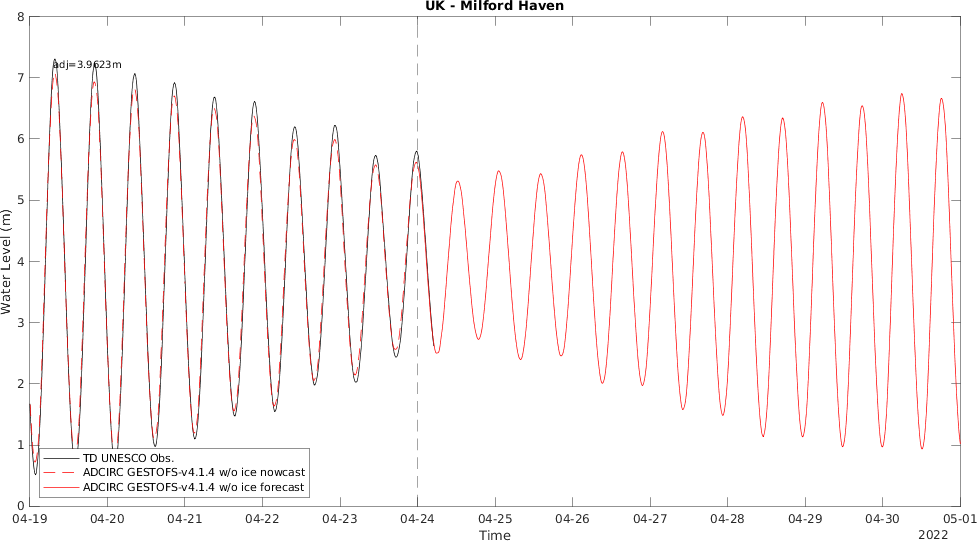 UK - Milford Haven
8
7
6
5
4
3
2
1
0
Water Level (m)
adj=3.9623m
TD UNESCO Obs.
ADCIRC GESTOFS-v4.1.4 w/o ice nowcast
ADCIRC GESTOFS-v4.1.4 w/o ice forecast
04-19 04-20 04-21 04-22 04-23 04-24 04-25 04-26 04-27 04-28 04-29 04-30 05-01
Time
2022